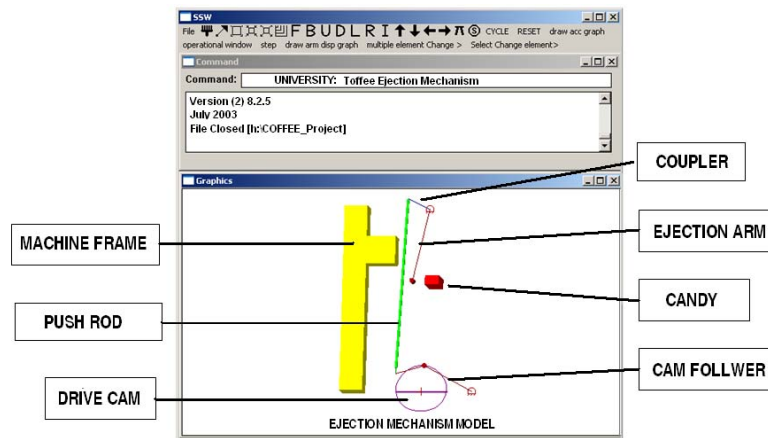 SSW
File F B U D L R I π S CYCLE RESET draw acc graph
operational window step draw arm disp graph multiple element Change > Select Change element>
Command
Command: UNIVERSITY: Toffee Ejection Mechanism
Version (2) 8.2.5
July 2003
File Closed [h:\COFFEE_Project]
Graphics
COUPLER
MACHINE FRAME
EJECTION ARM
CANDY
PUSH ROD
CAM FOLLWER
DRIVE CAM
EJECTION MECHANISM MODEL